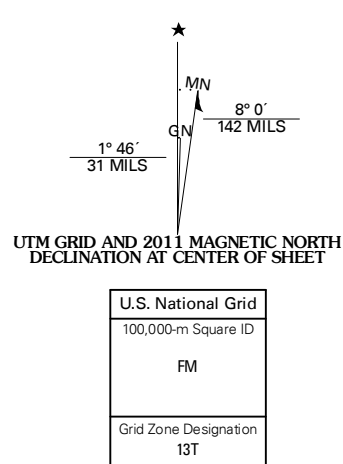 ★
MN
8° 0´
142 MILS
GN
1° 46´
31 MILS
UTM GRID AND 2011 MAGNETIC NORTH
DECLINATION AT CENTER OF SHEET
U.S. National Grid
100,000-m Square ID
FM
Grid Zone Designation
13T